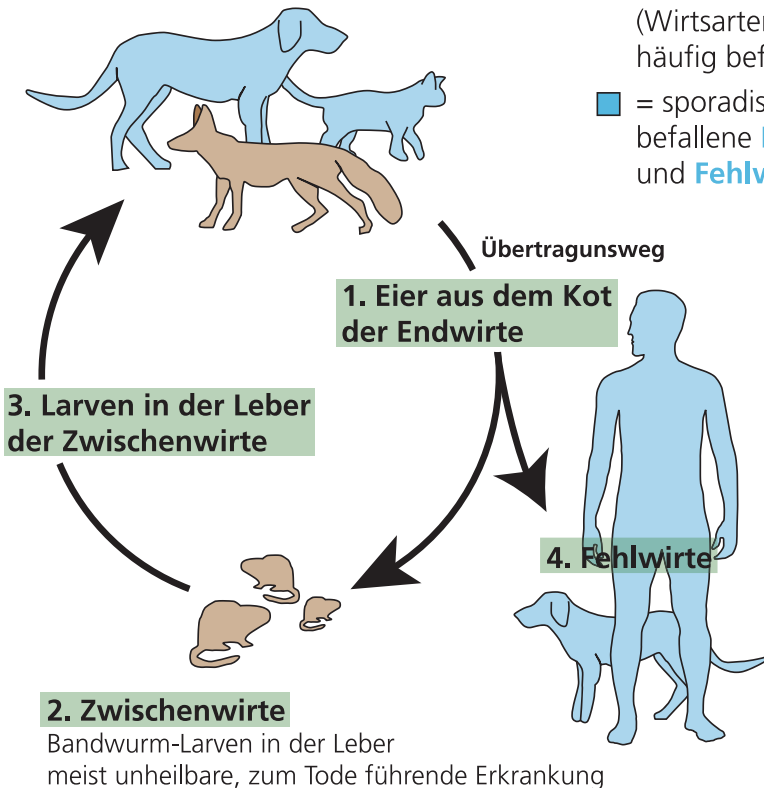 (Wirtsarten
häufig bef
= sporadis
befallene
und Fehlw
Übertragunsweg
1. Eier aus dem Kot
der Endwirte
3. Larven in der Leber
der Zwischenwirte
4. Fehlwirte
2. Zwischenwirte
Bandwurm-Larven in der Leber
meist unheilbare, zum Tode führende Erkrankung